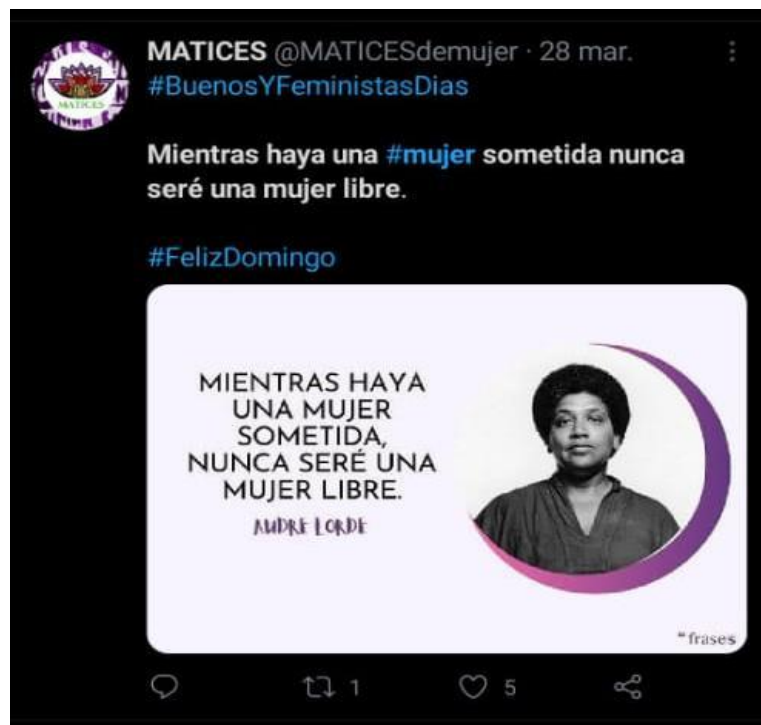 MATICES @MATICESdemujer · 28 mar.
#BuenosYFeministasDias
Mientras haya una #mujer sometida nunca
seré una mujer libre.
#FelizDomingo
MATICES
MIENTRAS HAYA
UNA MUJER
SOMETIDA,
NUNCA SERÉ UNA
MUJER LIBRE.
AUDRE LORDE
❝frases
1
5